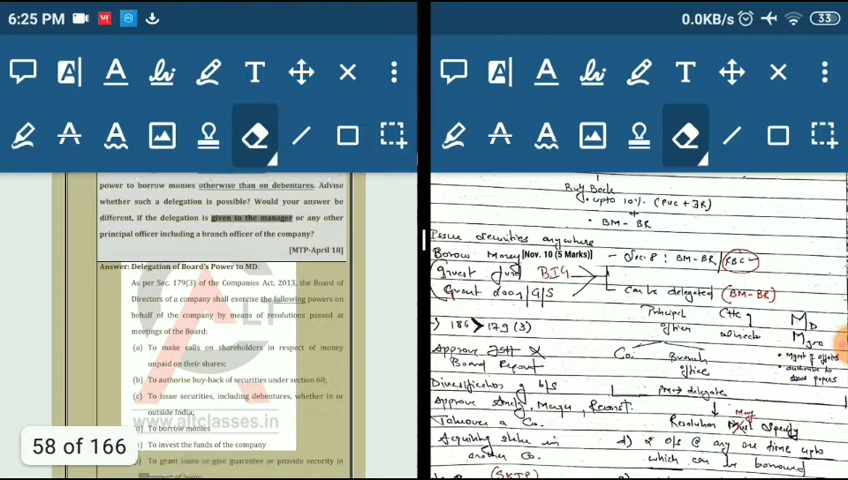 6:25 PM
0.0KB/s
33
power to borrow monies otherwise than on debentures. Advise
whether such a delegation is possible? Would your answer be
different, if the delegation is given to the manager or any other
principal officer including a branch officer of the company?
[MTP-April 18]
Answer: Delegation of Board's Power to MD:
As per Sec. 179(3) of the Companies Act, 2013, the Board of
Directors of a company shall exercise the following powers on
behalf of the company by means of resolutions passed at
meetings of the Board:
(a) To make calls on shareholders in respect of money
unpaid on their shares;
(b) To authorise buy-back of securities under section 68;
(c) To issue securities, including debentures, whether in or
outside India;
www.altclasses.in
To borrow monies
To invest the funds of the company
To grant loans or give guarantee or provide security in
58 of 166
Buy Back
• upto 10% (PUC + FR)
+
• BM - BR
Issue securities anywhere
Borrow Money [Nov. 10 (5 Marks)] - Sec. P : BM-BR/ RBC
Invest fund BIG
Grant Loan/G/S Can be delegated (BM-BR)
Principal officer
Cttee
MD
→ 186 > 179 (3)
Mgr
Co. Branch office
Approve
Board Report
Diversification of b/s
Approve Merger, Reconst.
Takeover a Co.
Resolution specify
Acquiring stake in
another Co.
d) o/s @ any one time upto
which can be borrowed